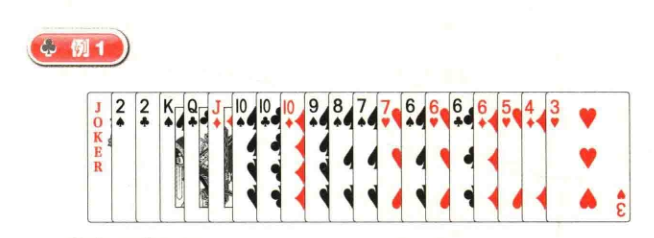 ♣ 例 1
JOKER 2♠ 2♣ K♠ Q♣ J♦ 10♠ 10♣ 10♦ 9♠ 8♠ 7♠ 7♥ 6♠ 6♥ 6♣ 6♦ 5♥ 4♦ 3♥
3♥